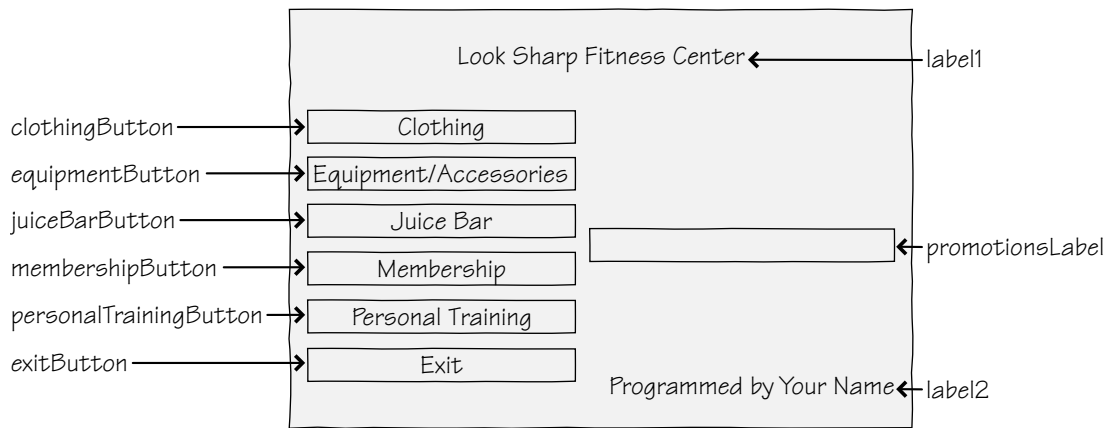 Look Sharp Fitness Center
label1
clothingButton
Clothing
equipmentButton
Equipment/Accessories
juiceBarButton
Juice Bar
promotionsLabel
membershipButton
Membership
personalTrainingButton
Personal Training
exitButton
Exit
Programmed by Your Name
label2